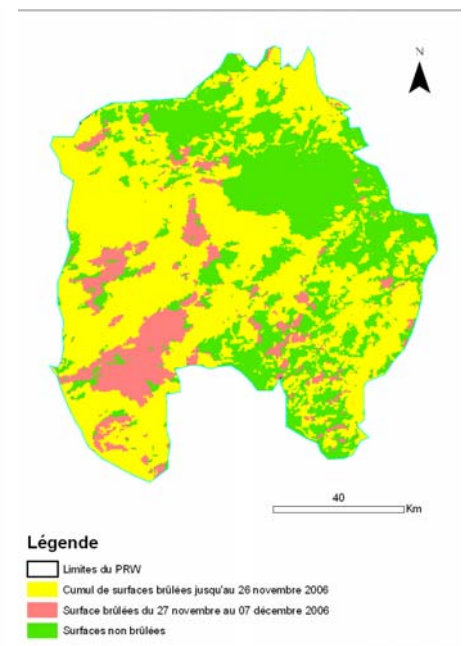 N
40
Km
Légende
Limites du PRW
Cumul de surfaces brûlées jusqu'au 26 novembre 2006
Surface brûlées du 27 novembre au 07 décembre 2006
Surfaces non brûlées